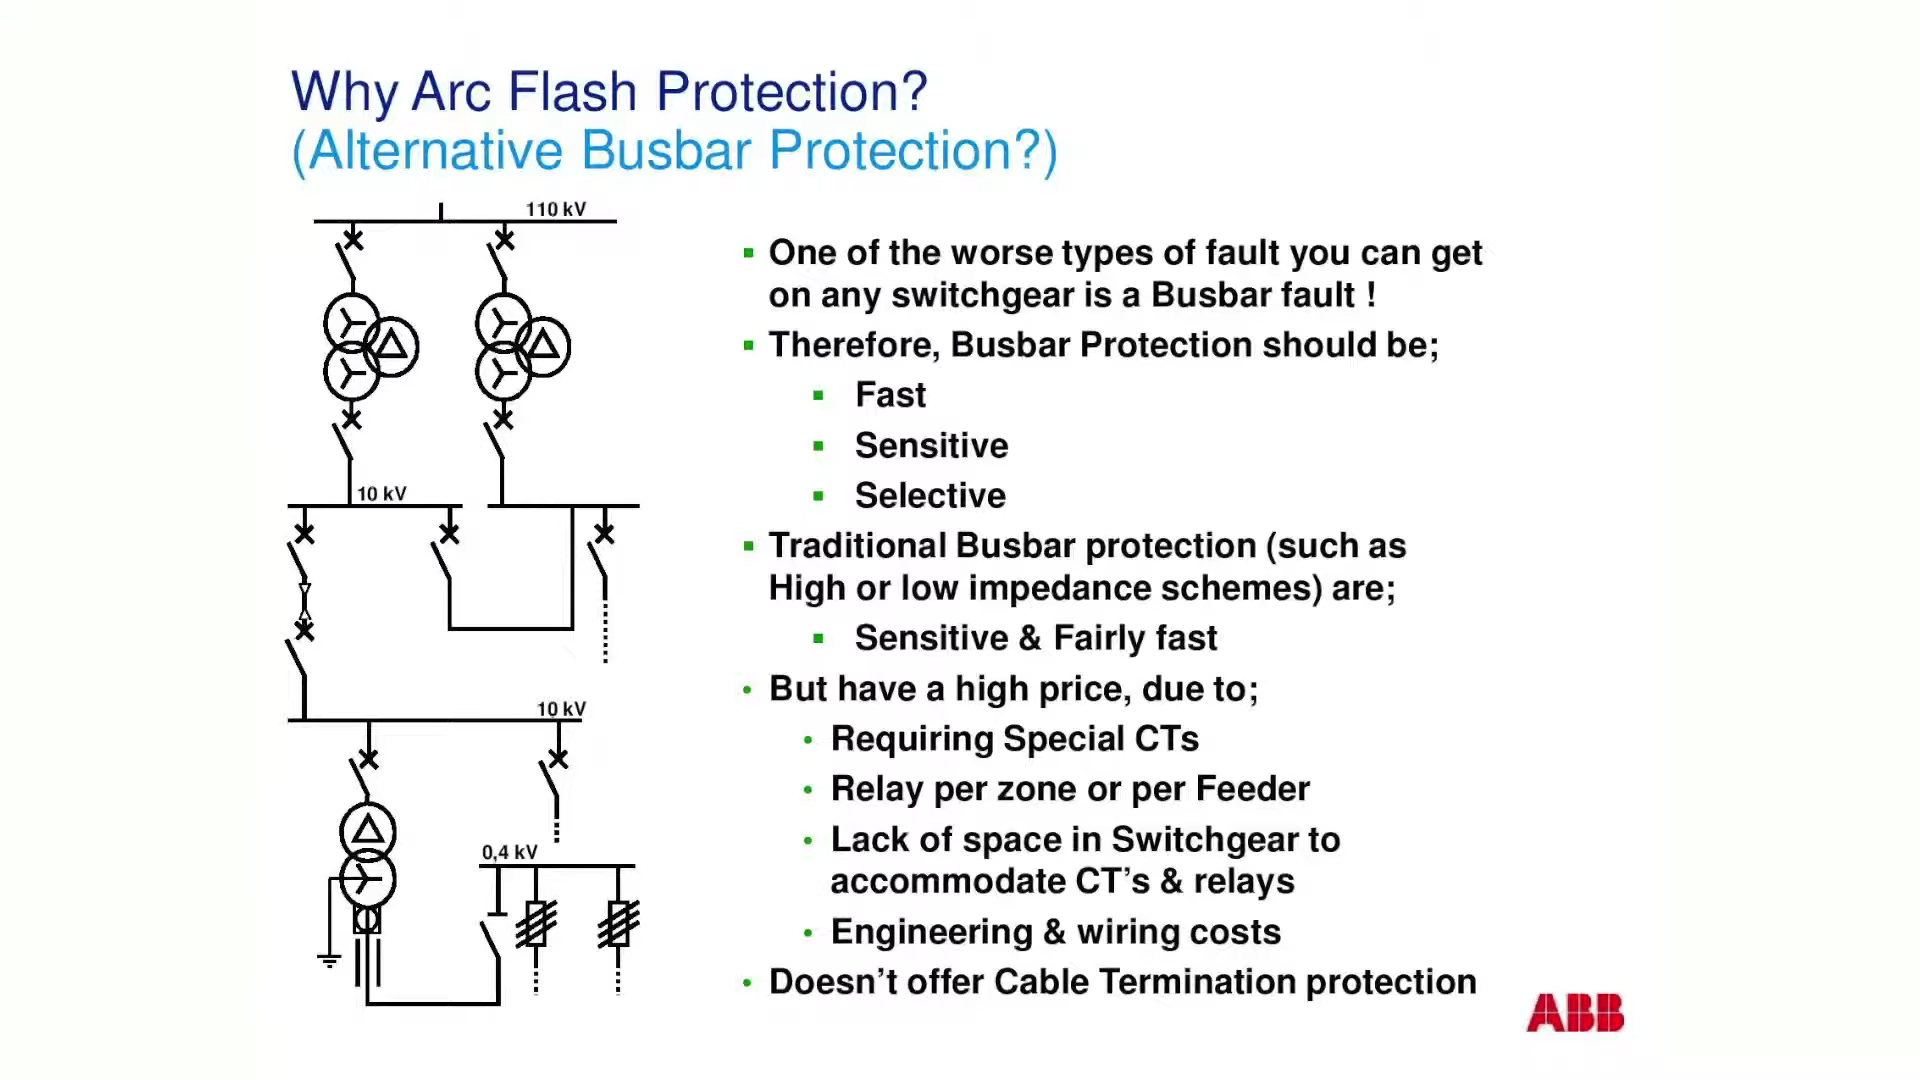 Why Arc Flash Protection?
(Alternative Busbar Protection?)
110 kV
10 kV
10 kV
0,4 kV
One of the worse types of fault you can get
on any switchgear is a Busbar fault !
Therefore, Busbar Protection should be;
Fast
Sensitive
Selective
Traditional Busbar protection (such as
High or low impedance schemes) are;
Sensitive & Fairly fast
But have a high price, due to;
Requiring Special CTs
Relay per zone or per Feeder
Lack of space in Switchgear to
accommodate CT’s & relays
Engineering & wiring costs
Doesn’t offer Cable Termination protection
ABB